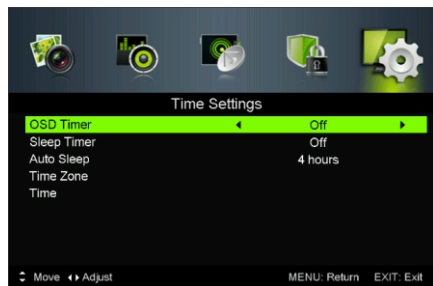 Time Settings
OSD Timer Off
Sleep Timer Off
Auto Sleep 4 hours
Time Zone
Time
Move Adjust MENU: Return EXIT: Exit